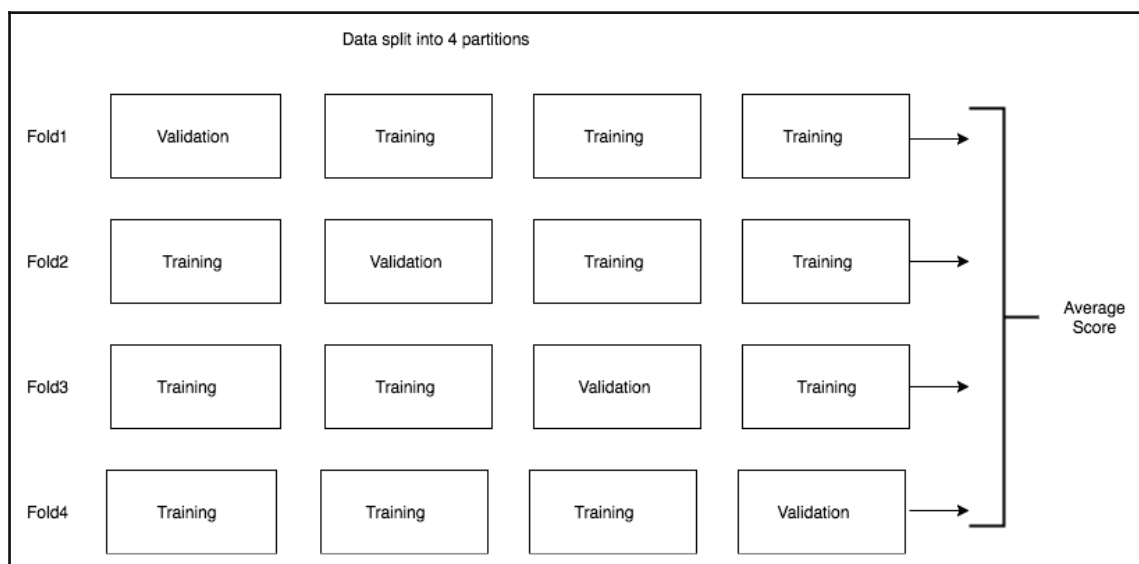 Data split into 4 partitions
Fold1 Validation Training Training Training
Fold2 Training Validation Training Training
Average
Score
Fold3 Training Training Validation Training
Fold4 Training Training Training Validation